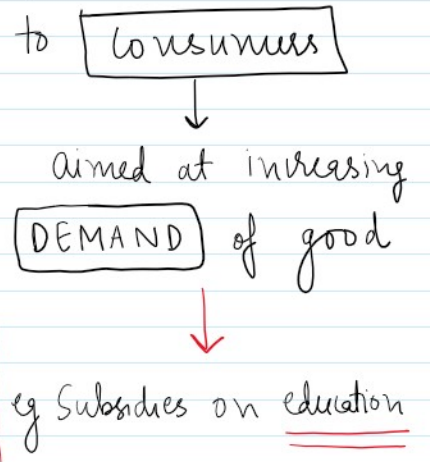 to Consumers
aimed at increasing
DEMAND of good
eg Subsidies on education